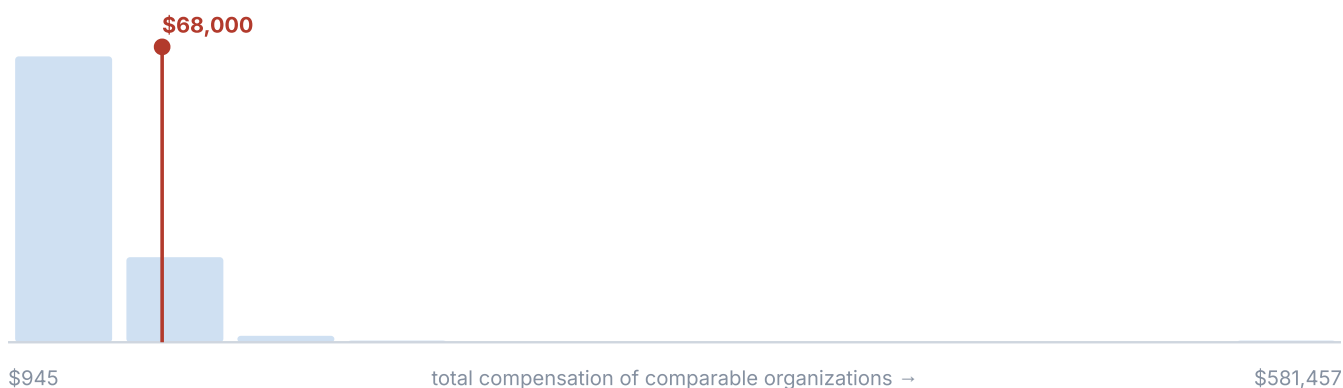 $68,000
$945
total compensation of comparable organizations →
$581,457